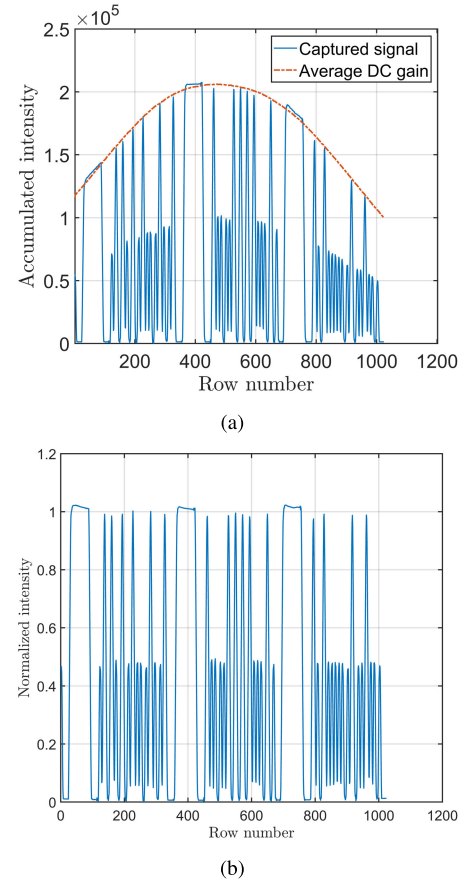 ×10⁵
2.5
2
1.5
1
0.5
0
Accumulated intensity
Captured signal
Average DC gain
200 400 600 800 1000 1200
Row number
(a)
1.2
1
0.8
0.6
0.4
0.2
0
Normalized intensity
0 200 400 600 800 1000 1200
Row number
(b)